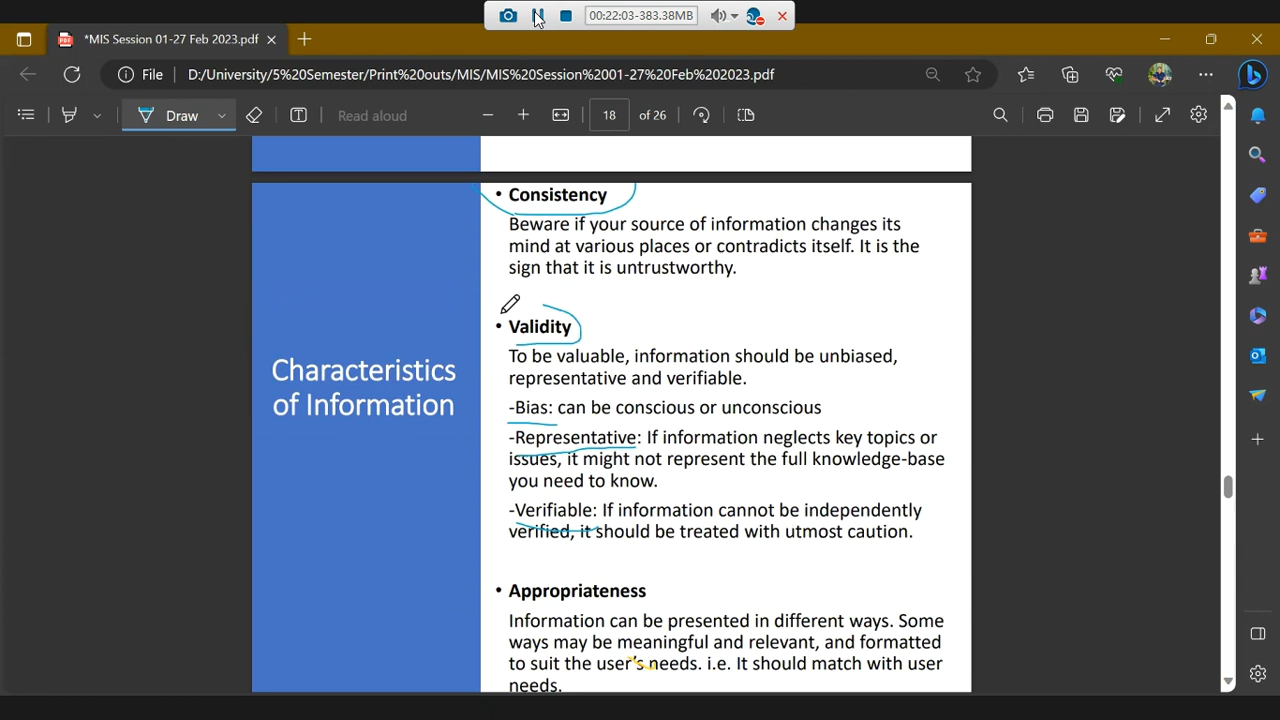 00:22:03-383.38MB
*MIS Session 01-27 Feb 2023.pdf
File D:/University/5%20Semester/Print%20outs/MIS/MIS%20Session%2001-27%20Feb%202023.pdf
Draw Read aloud 18 of 26
Characteristics
of Information
• Consistency
Beware if your source of information changes its
mind at various places or contradicts itself. It is the
sign that it is untrustworthy.
• Validity
To be valuable, information should be unbiased,
representative and verifiable.
-Bias: can be conscious or unconscious
-Representative: If information neglects key topics or
issues, it might not represent the full knowledge-base
you need to know.
-Verifiable: If information cannot be independently
verified, it should be treated with utmost caution.
• Appropriateness
Information can be presented in different ways. Some
ways may be meaningful and relevant, and formatted
to suit the user's needs. i.e. It should match with user
needs.